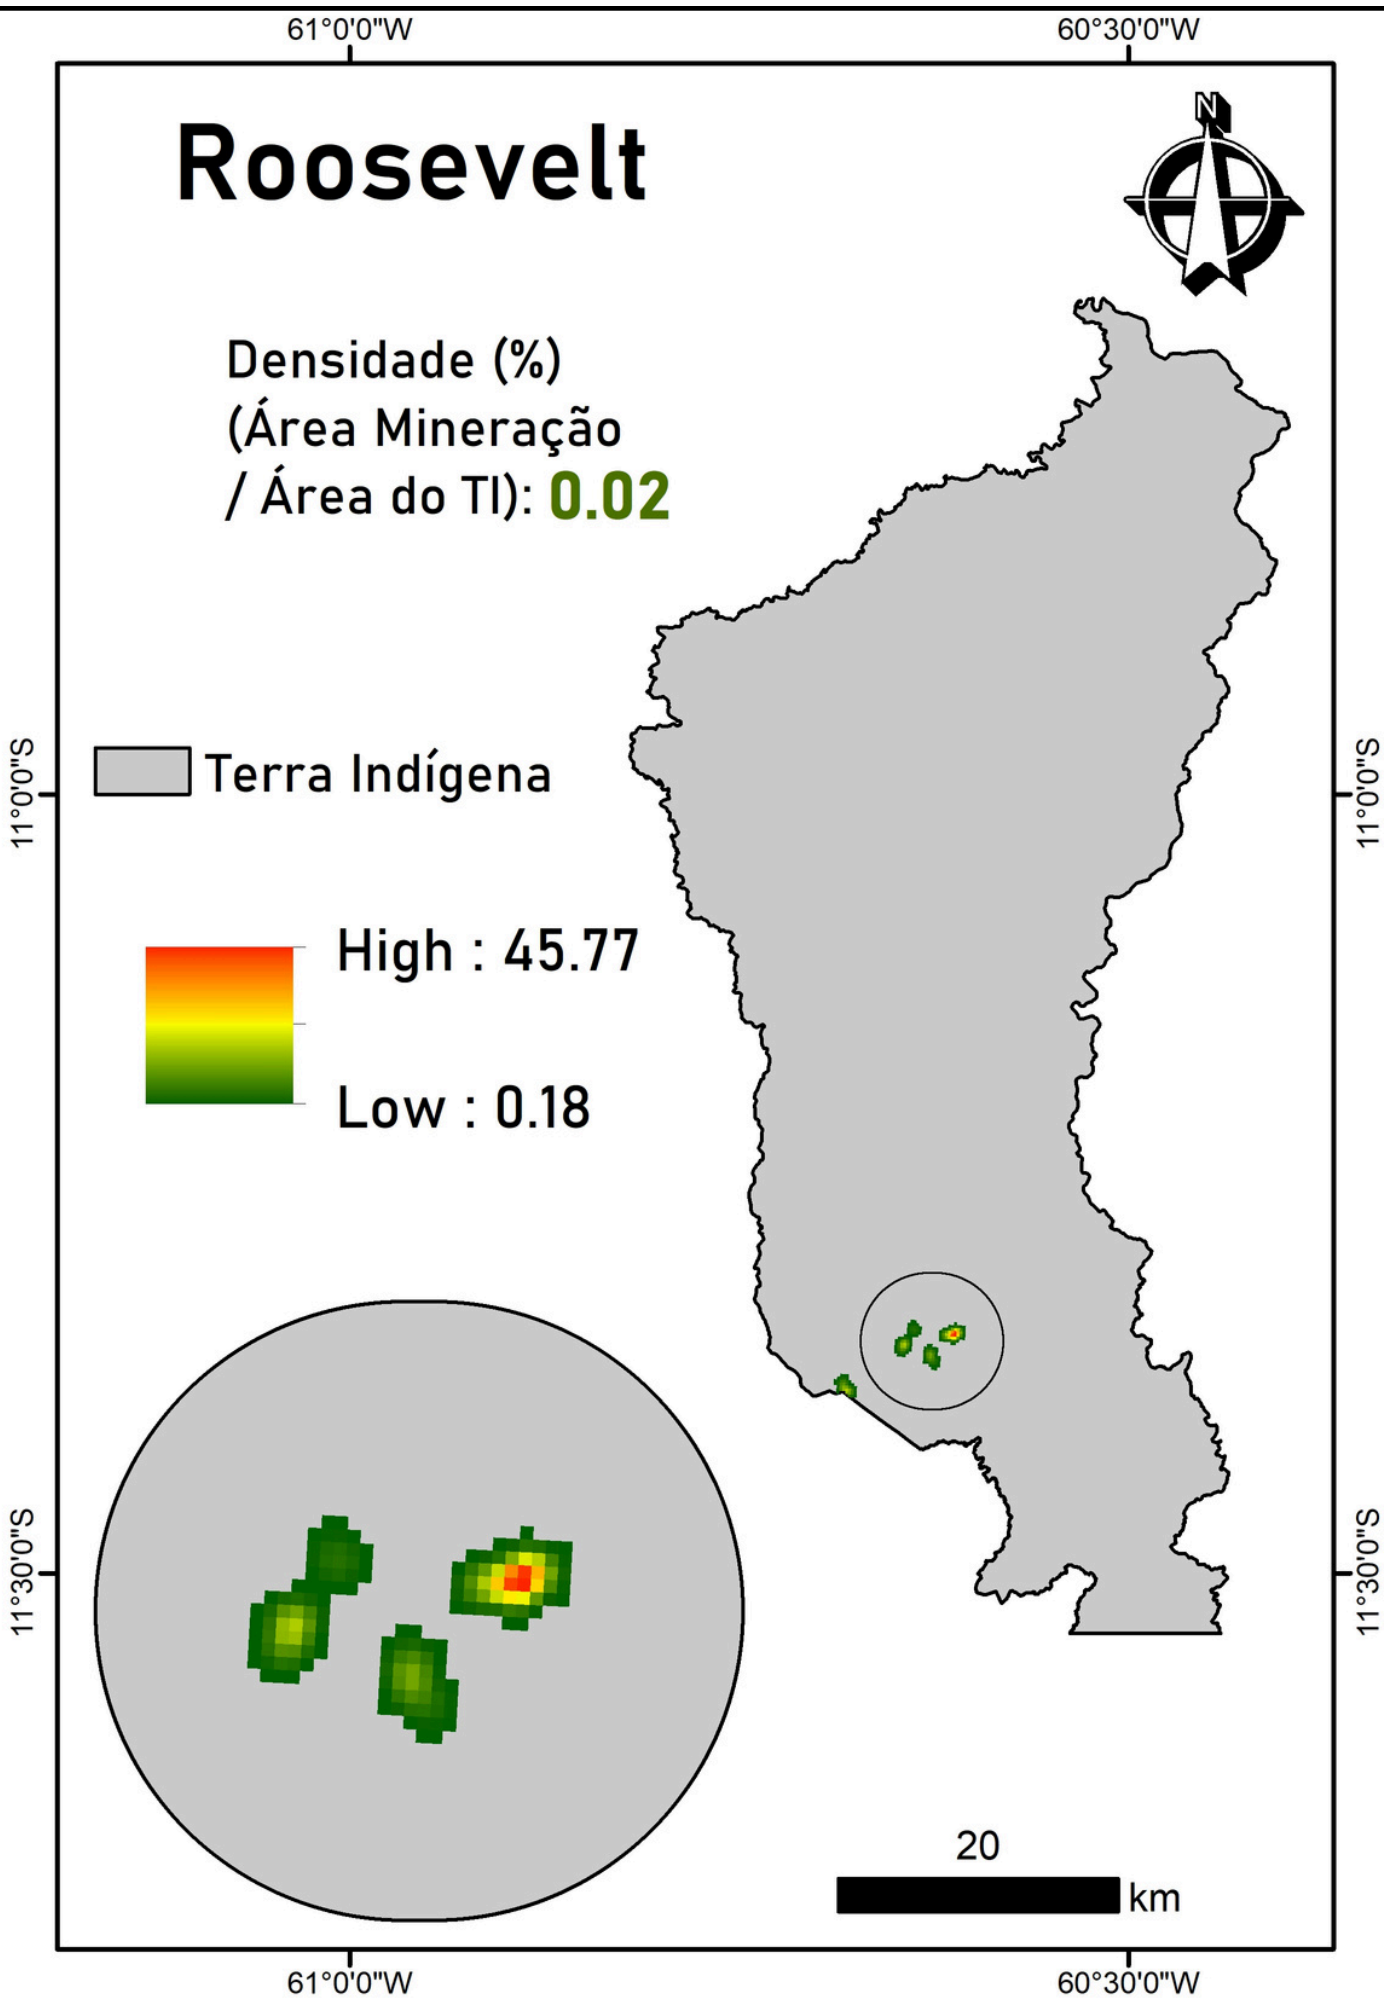 61°0'0"W
60°30'0"W
N
Roosevelt
Densidade (%)
(Área Mineração
/ Área do TI): 0.02
11°0'0"S
11°0'0"S
Terra Indígena
High : 45.77
Low : 0.18
11°30'0"S
11°30'0"S
20
km
61°0'0"W
60°30'0"W